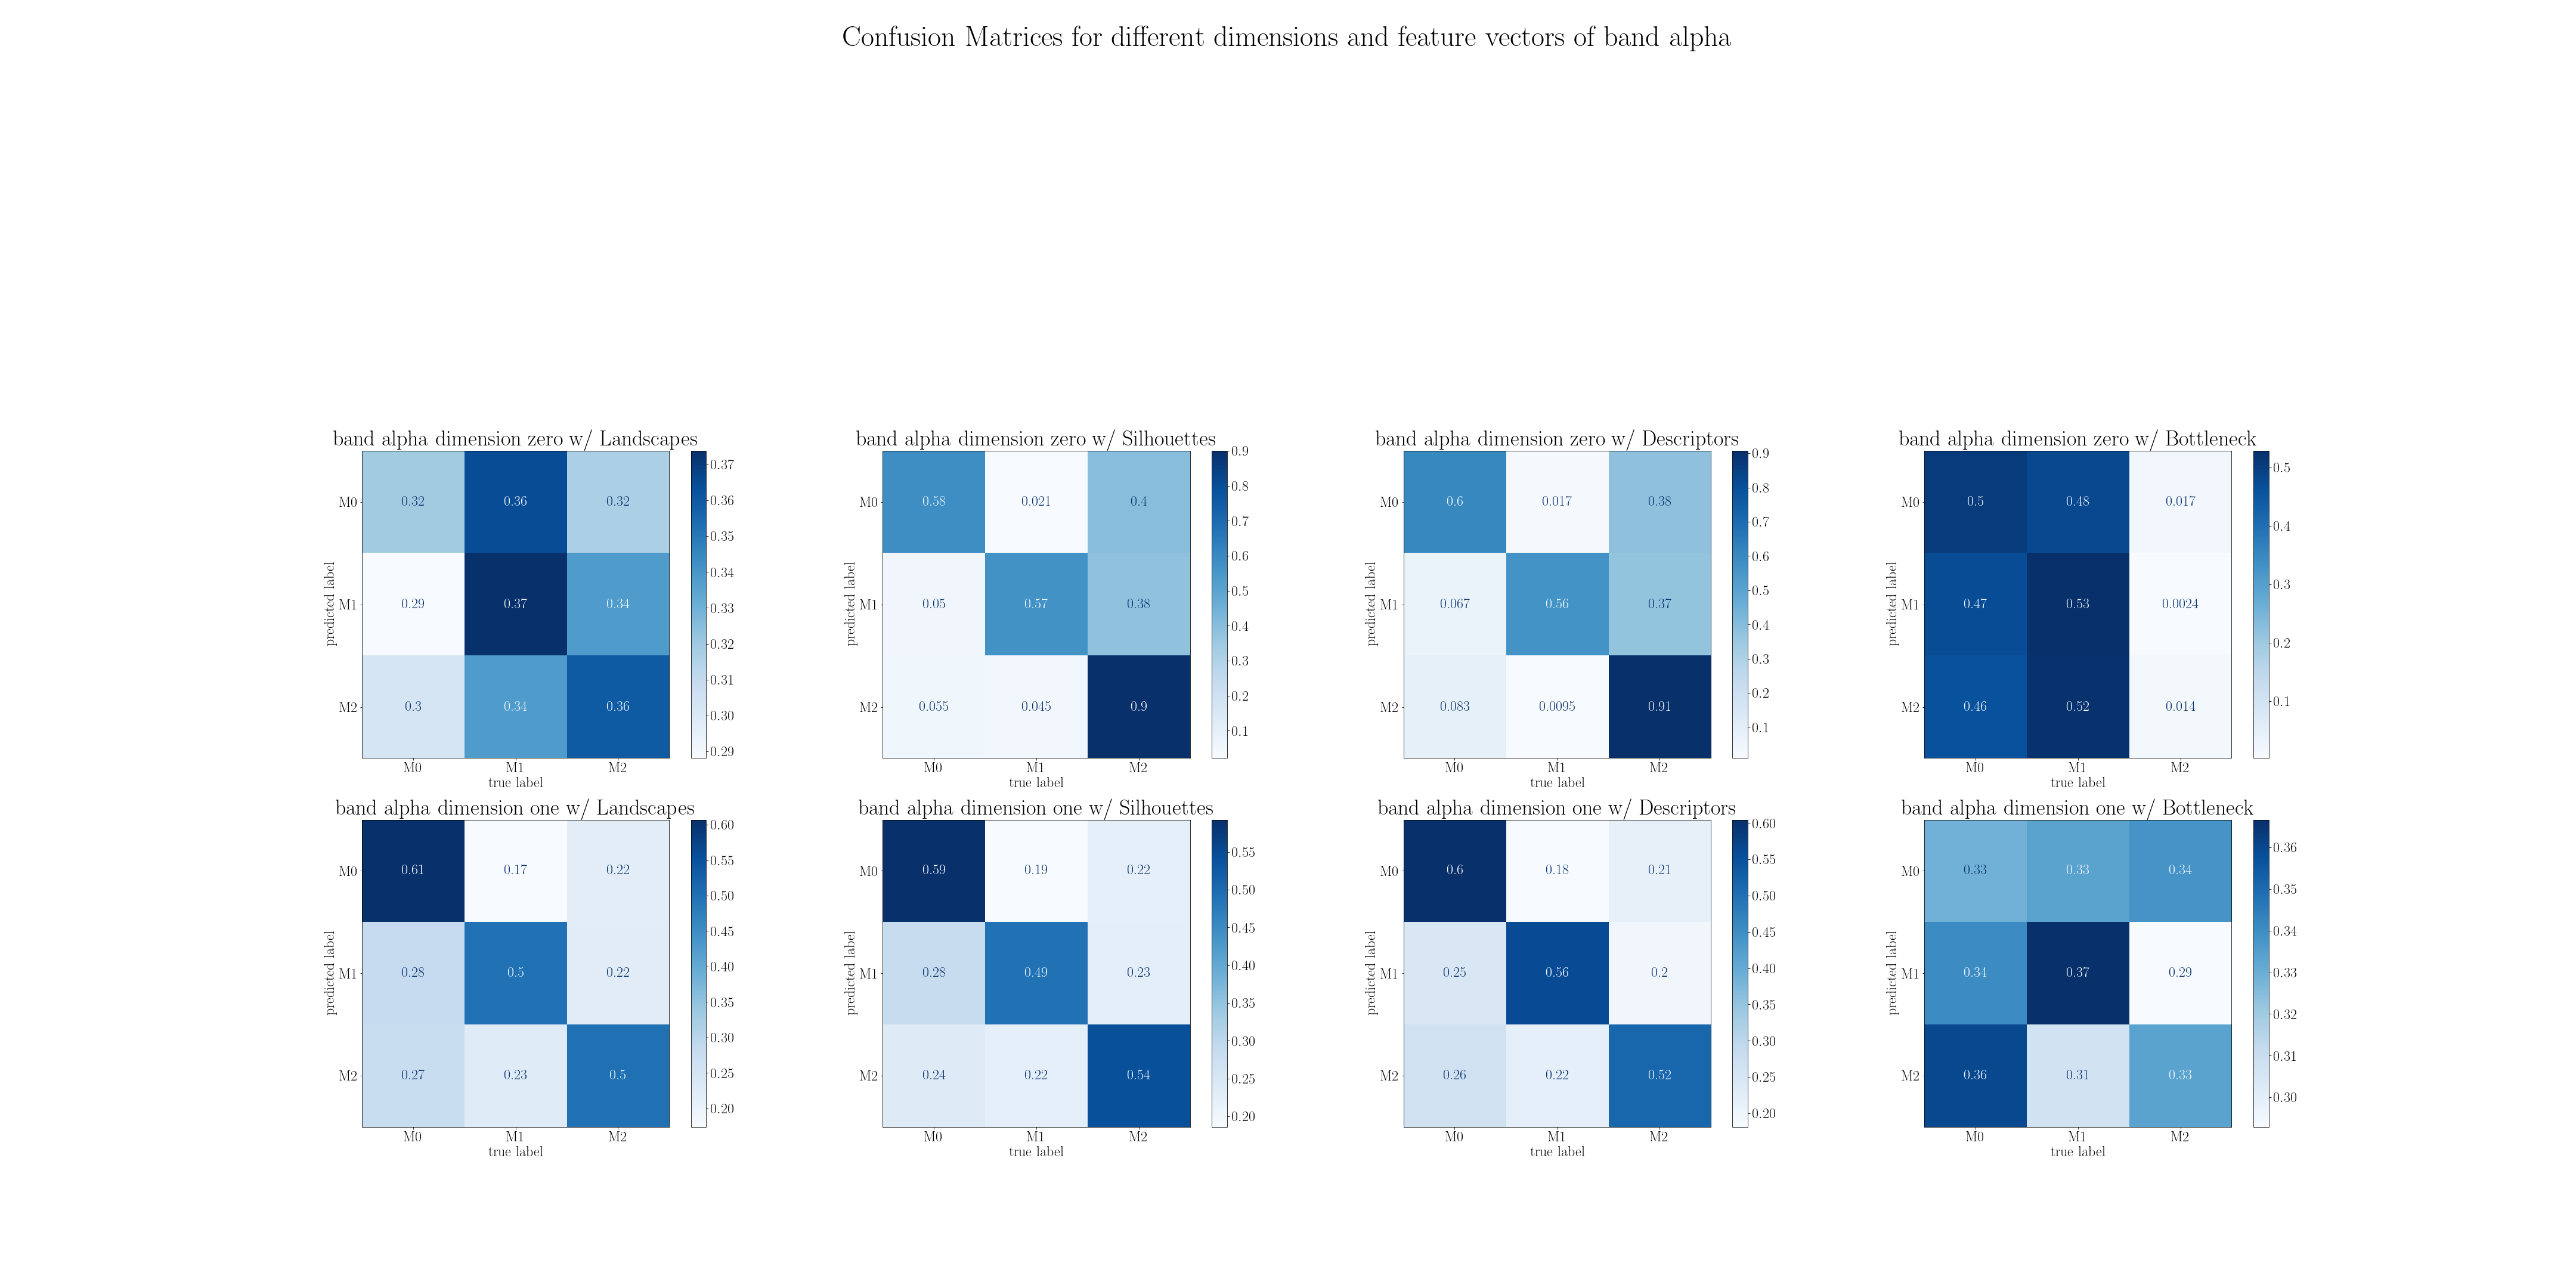 Confusion Matrices for different dimensions and feature vectors of band alpha
band alpha dimension zero w/ Landscapes
predicted label
M0 0.32 0.36 0.32
M1 0.29 0.37 0.34
M2 0.3 0.34 0.36
M0 M1 M2
true label
0.37
0.36
0.35
0.34
0.33
0.32
0.31
0.30
0.29
band alpha dimension zero w/ Silhouettes
predicted label
M0 0.58 0.021 0.4
M1 0.05 0.57 0.38
M2 0.055 0.045 0.9
M0 M1 M2
true label
0.9
0.8
0.7
0.6
0.5
0.4
0.3
0.2
0.1
band alpha dimension zero w/ Descriptors
predicted label
M0 0.6 0.017 0.38
M1 0.067 0.56 0.37
M2 0.083 0.0095 0.91
M0 M1 M2
true label
0.9
0.8
0.7
0.6
0.5
0.4
0.3
0.2
0.1
band alpha dimension zero w/ Bottleneck
predicted label
M0 0.5 0.48 0.017
M1 0.47 0.53 0.0024
M2 0.46 0.52 0.014
M0 M1 M2
true label
0.5
0.4
0.3
0.2
0.1
band alpha dimension one w/ Landscapes
predicted label
M0 0.61 0.17 0.22
M1 0.28 0.5 0.22
M2 0.27 0.23 0.5
M0 M1 M2
true label
0.60
0.55
0.50
0.45
0.40
0.35
0.30
0.25
0.20
band alpha dimension one w/ Silhouettes
predicted label
M0 0.59 0.19 0.22
M1 0.28 0.49 0.23
M2 0.24 0.22 0.54
M0 M1 M2
true label
0.55
0.50
0.45
0.40
0.35
0.30
0.25
0.20
band alpha dimension one w/ Descriptors
predicted label
M0 0.6 0.18 0.21
M1 0.25 0.56 0.2
M2 0.26 0.22 0.52
M0 M1 M2
true label
0.60
0.55
0.50
0.45
0.40
0.35
0.30
0.25
0.20
band alpha dimension one w/ Bottleneck
predicted label
M0 0.33 0.33 0.34
M1 0.34 0.37 0.29
M2 0.36 0.31 0.33
M0 M1 M2
true label
0.36
0.35
0.34
0.33
0.32
0.31
0.30